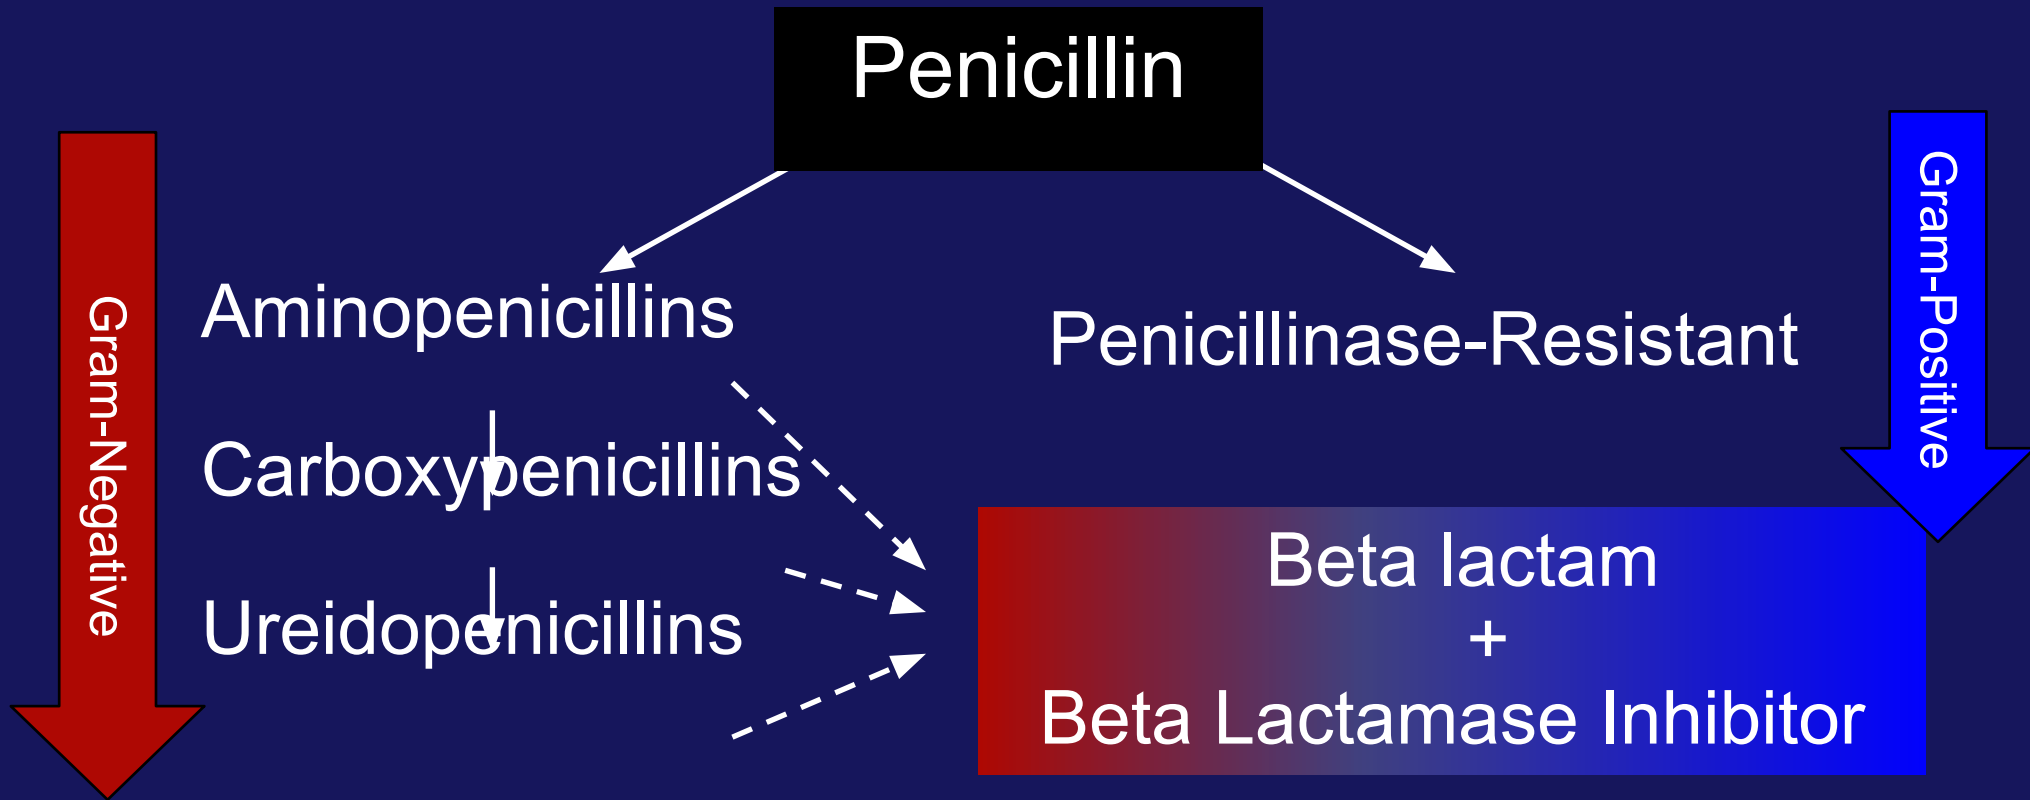 Penicillin
Gram-Negative
Gram-Positive
Aminopenicillins
Penicillinase-Resistant
Carboxypenicillins
Ureidopenicillins
Beta lactam
+
Beta Lactamase Inhibitor